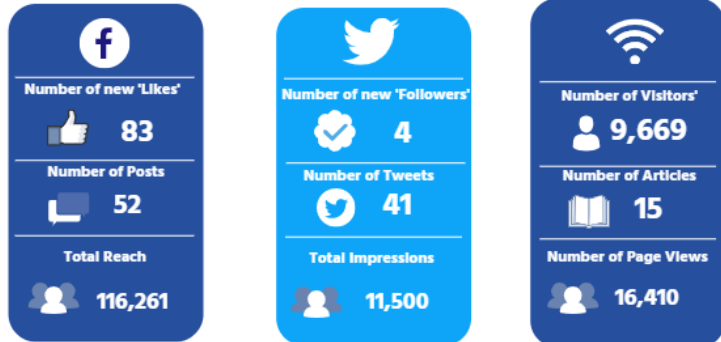 f
Number of new 'Likes'
83
Number of Posts
52
Total Reach
116,261
Number of new 'Followers'
4
Number of Tweets
41
Total Impressions
11,500
Number of Visitors'
9,669
Number of Articles
15
Number of Page Views
16,410